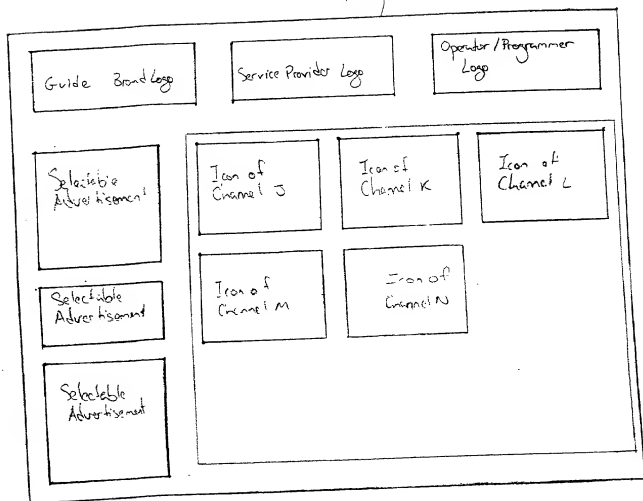 Guide Brand Logo
Service Provider Logo
Operator/Programmer
Logo
Selectable
Advertisement
Icon of
Channel J
Icon of
Channel K
Icon of
Channel L
Selectable
Advertisement
Icon of
Channel M
Icon of
Channel N
Selectable
Advertisement